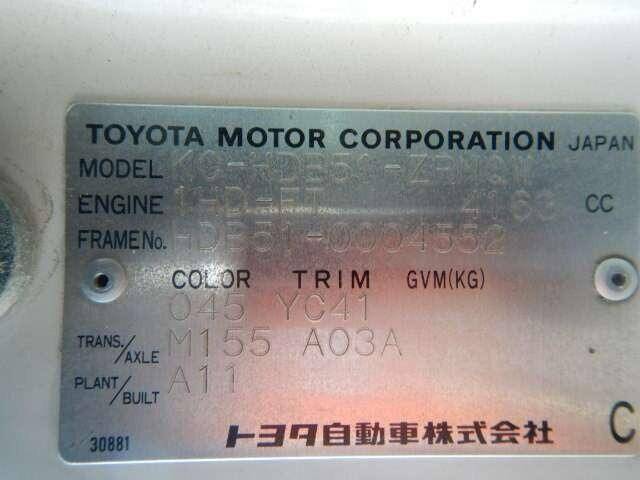 TOYOTA MOTOR CORPORATION JAPAN
MODEL KC-HDB51-ZRMQW
ENGINE 1HD-FT 4163 CC
FRAME No. HDB51-0004552
COLOR TRIM GVM(KG)
045 YC41
TRANS./AXLE M155 A03A
PLANT/BUILT A11
30881 トヨタ自動車株式会社 C